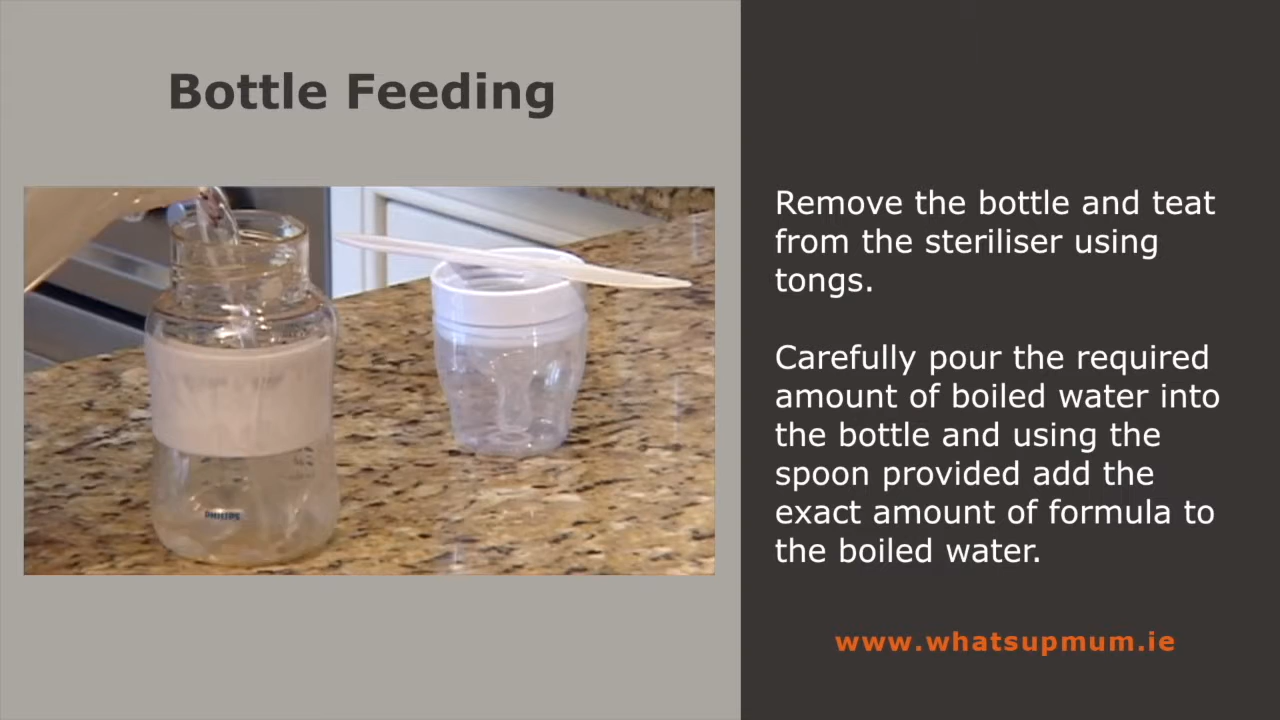 Bottle Feeding
PHILIPS
Remove the bottle and teat
from the steriliser using
tongs.
Carefully pour the required
amount of boiled water into
the bottle and using the
spoon provided add the
exact amount of formula to
the boiled water.
www.whatsupmum.ie